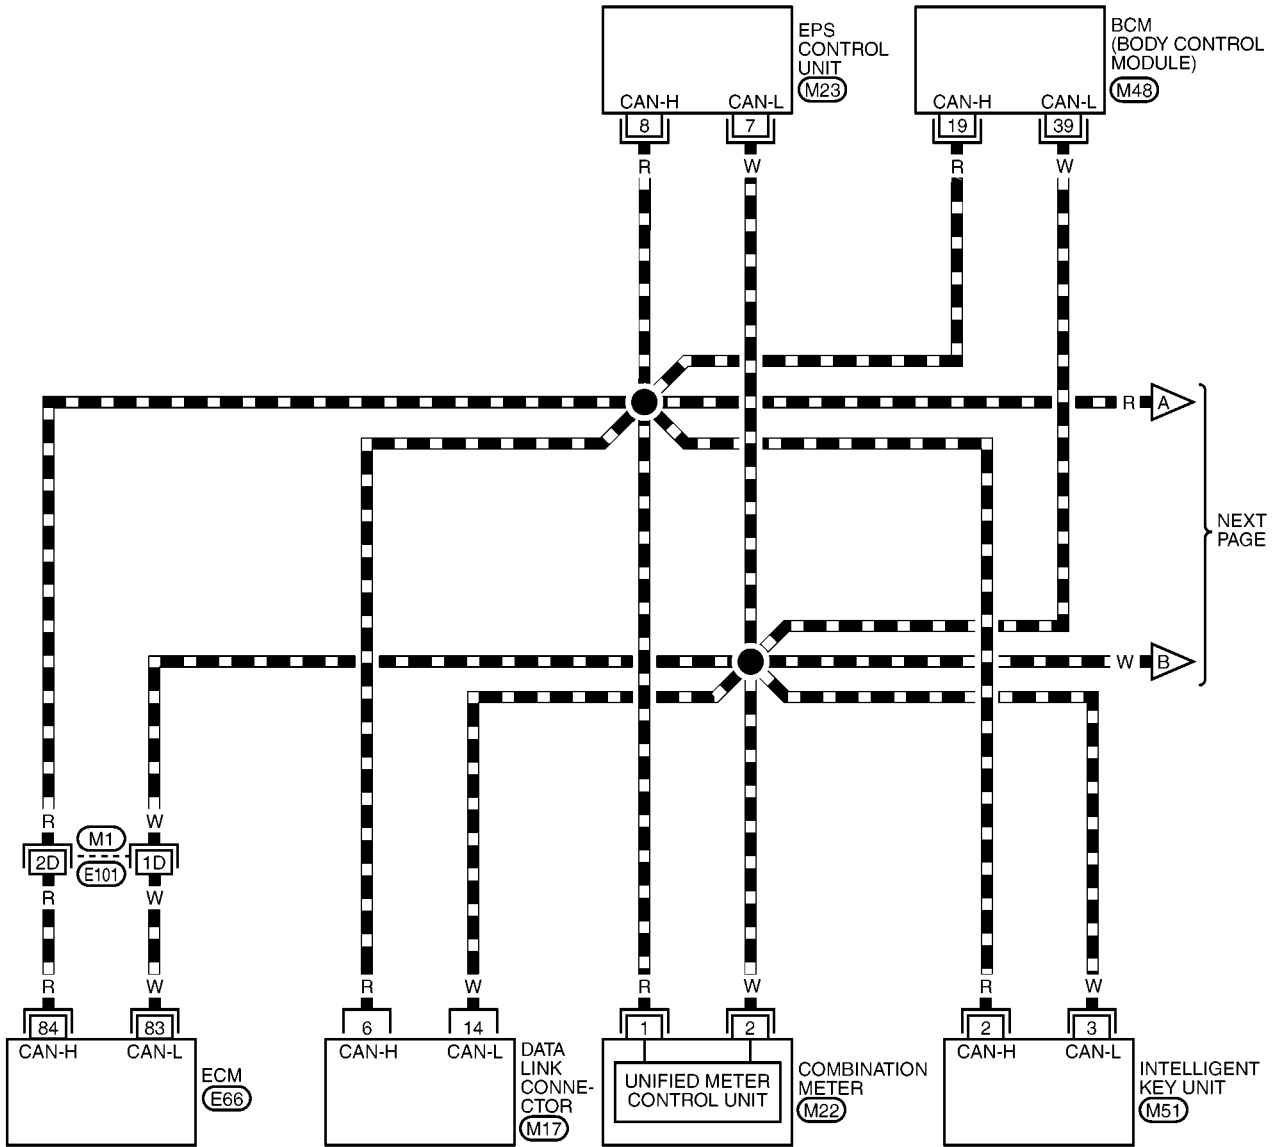 EPS
CONTROL
UNIT
M23
CAN-H
CAN-L
8
7
R
W
BCM
(BODY CONTROL
MODULE)
M48
CAN-H
CAN-L
19
39
R
W
R
A
NEXT
PAGE
W
B
R
W
M1
2D
1D
E101
R
W
R
W
R
W
R
W
R
W
84
83
6
14
1
2
2
3
CAN-H
CAN-L
ECM
E66
CAN-H
CAN-L
DATA
LINK
CONNE-
CTOR
M17
UNIFIED METER
CONTROL UNIT
COMBINATION
METER
M22
CAN-H
CAN-L
INTELLIGENT
KEY UNIT
M51